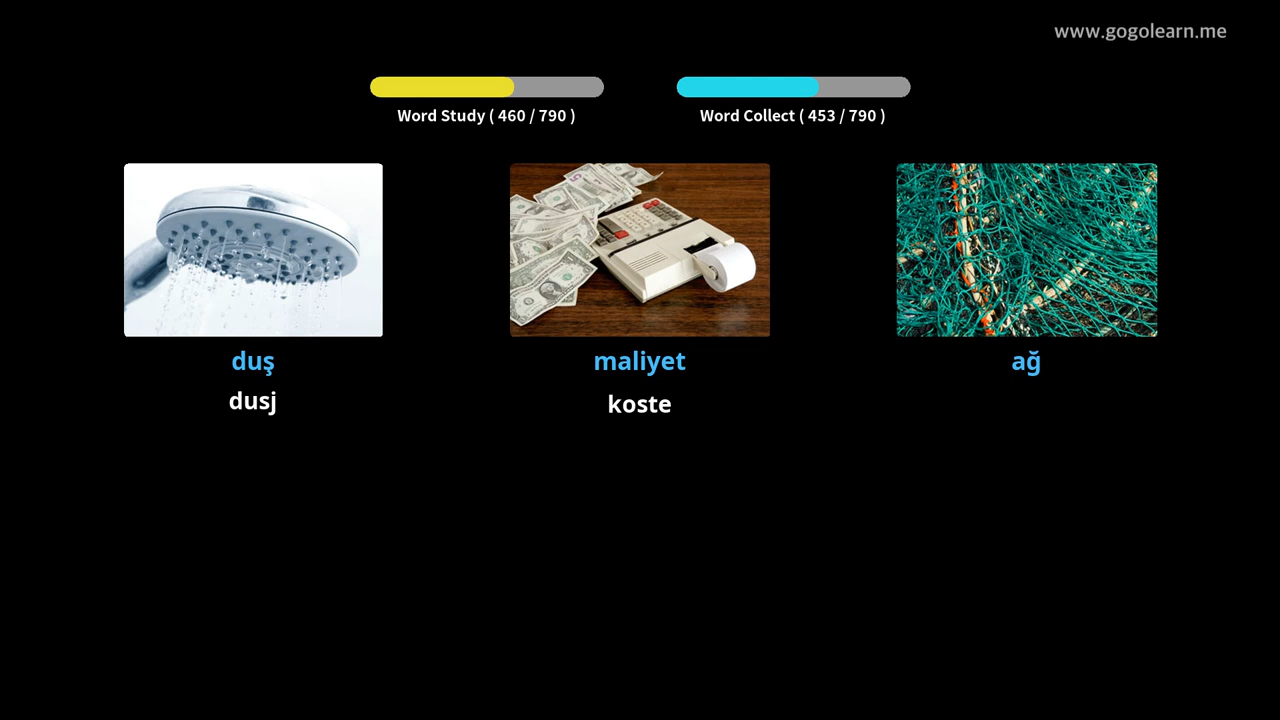 www.gogolearn.me
Word Study ( 460 / 790 )
Word Collect ( 453 / 790 )
duş
maliyet
ağ
dusj
koste